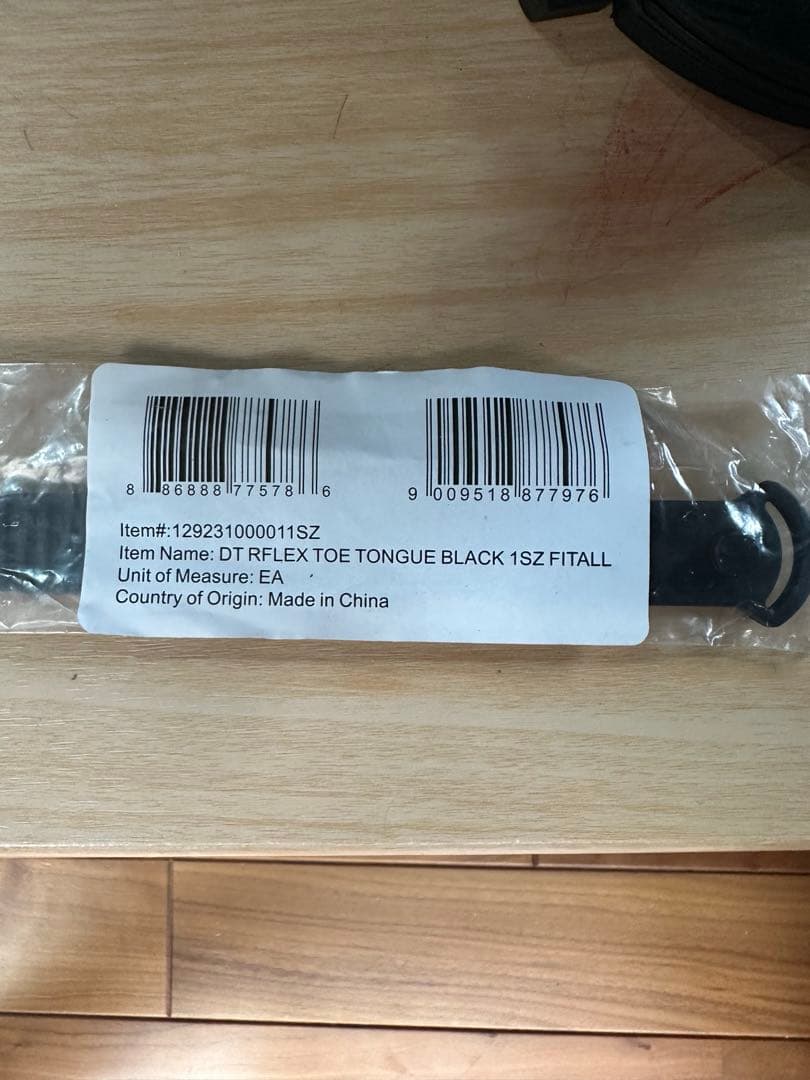 8 86888 77578 6
9 009518 877976
Item#:129231000011SZ
Item Name: DT RFLEX TOE TONGUE BLACK 1SZ FITALL
Unit of Measure: EA
Country of Origin: Made in China